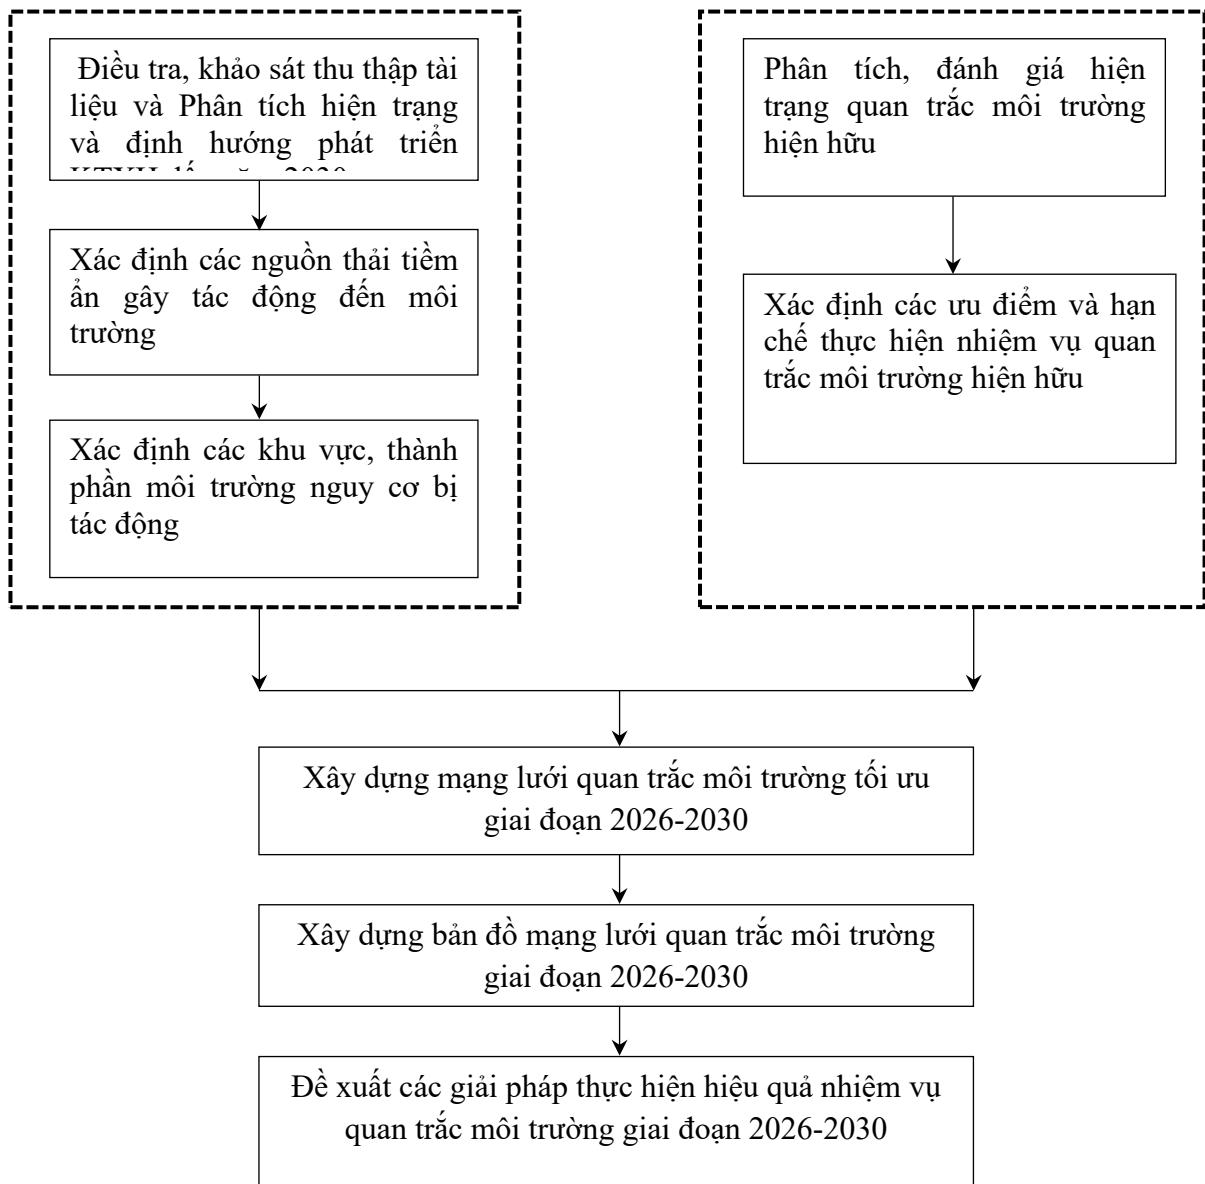 Điều tra, khảo sát thu thập tài
liệu và Phân tích hiện trạng
và định hướng phát triển
Xác định các nguồn thải tiềm
ẩn gây tác động đến môi
trường
Xác định các khu vực, thành
phần môi trường nguy cơ bị
tác động
Phân tích, đánh giá hiện
trạng quan trắc môi trường
hiện hữu
Xác định các ưu điểm và hạn
chế thực hiện nhiệm vụ quan
trắc môi trường hiện hữu
Xây dựng mạng lưới quan trắc môi trường tối ưu
giai đoạn 2026-2030
Xây dựng bản đồ mạng lưới quan trắc môi trường
giai đoạn 2026-2030
Đề xuất các giải pháp thực hiện hiệu quả nhiệm vụ
quan trắc môi trường giai đoạn 2026-2030